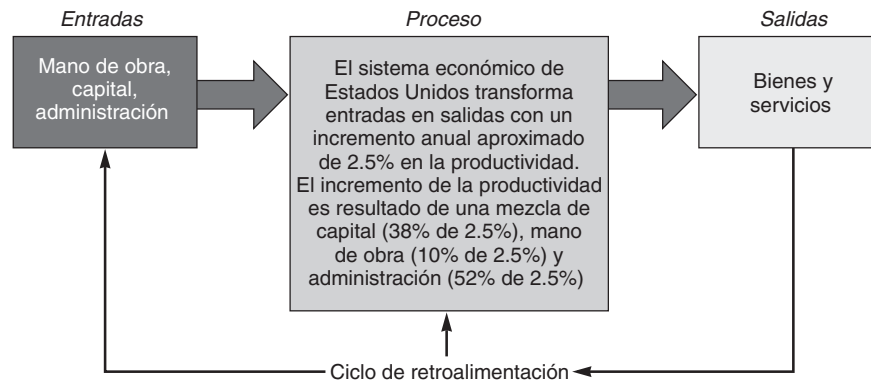 Entradas
Proceso
Salidas
Mano de obra,
capital,
administración
El sistema económico de
Estados Unidos transforma
entradas en salidas con un
incremento anual aproximado
de 2.5% en la productividad.
El incremento de la productividad
es resultado de una mezcla de
capital (38% de 2.5%), mano
de obra (10% de 2.5%) y
administración (52% de 2.5%)
Bienes y
servicios
Ciclo de retroalimentación